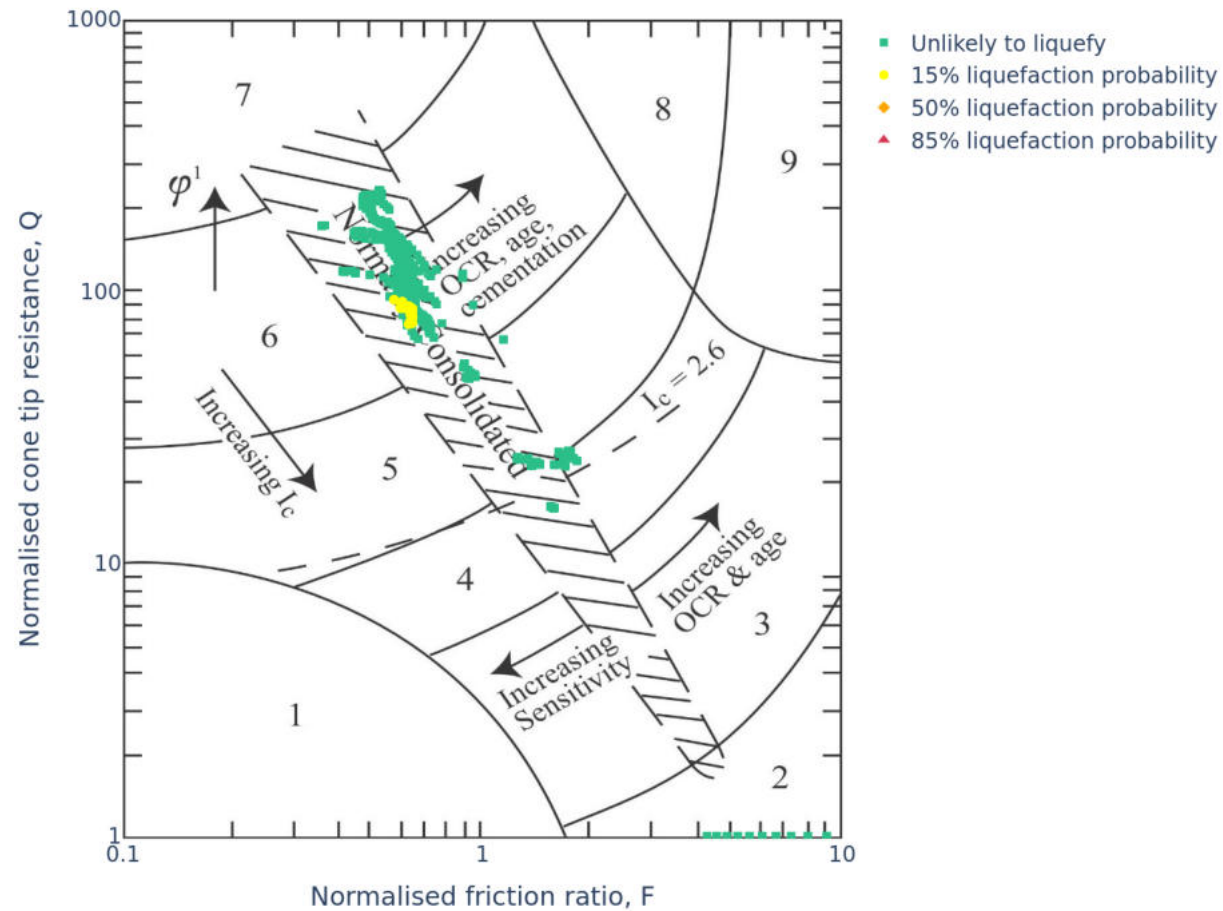 1000
100
10
1
0.1
1
10
Normalised cone tip resistance, Q
Normalised friction ratio, F
Unlikely to liquefy
15% liquefaction probability
50% liquefaction probability
85% liquefaction probability
7
8
9
φ¹
Increasing
OCR, age,
cementation
6
Increasing Ic
5
Ic = 2.6
4
Increasing
OCR & age
3
Increasing
Sensitivity
1
2